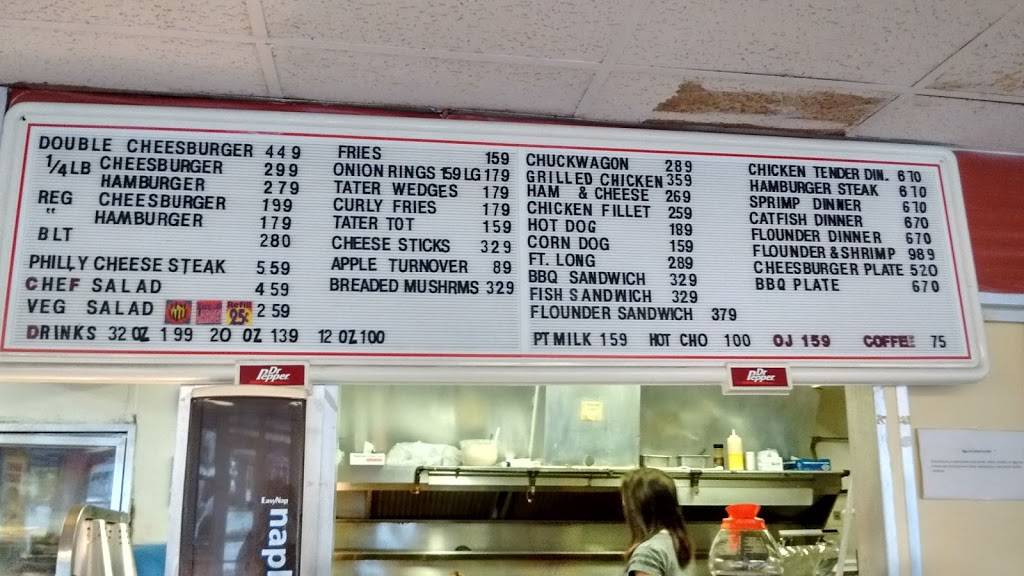 DOUBLE CHEESBURGER 449
1/4 LB CHEESBURGER 299
HAMBURGER 279
REG CHEESBURGER 199
" HAMBURGER 179
BLT 280
PHILLY CHEESE STEAK 559
CHEF SALAD 459
VEG SALAD Refill 25¢ 259
DRINKS 32 OZ 199 20 OZ 139 12 OZ 100
FRIES 159
ONION RINGS 159 LG 179
TATER WEDGES 179
CURLY FRIES 179
TATER TOT 159
CHEESE STICKS 329
APPLE TURNOVER 89
BREADED MUSHRMS 329
CHUCKWAGON 289
GRILLED CHICKEN 359
HAM & CHEESE 269
CHICKEN FILLET 259
HOT DOG 189
CORN DOG 159
FT. LONG 289
BBQ SANDWICH 329
FISH SANDWICH 329
FLOUNDER SANDWICH 379
CHICKEN TENDER DIN. 670
HAMBURGER STEAK 610
SPRIMP DINNER 610
CATFISH DINNER 670
FLOUNDER DINNER 670
FLOUNDER & SHRIMP 989
CHEESBURGER PLATE 520
BBQ PLATE 670
PT MILK 159 HOT CHO 100 OJ 159 COFFEE 75
Dr Pepper
Dr Pepper
EasyNap